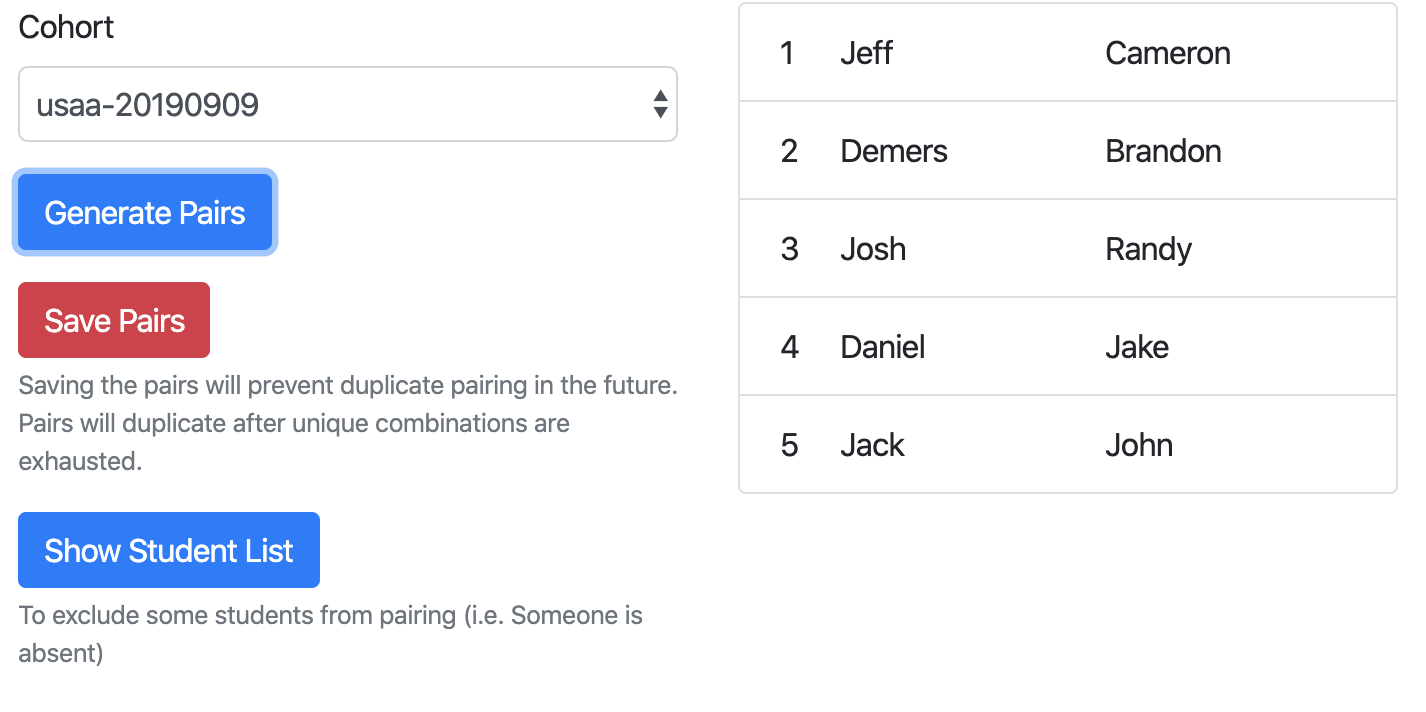 Cohort
usaa-20190909
Generate Pairs
Save Pairs
Saving the pairs will prevent duplicate pairing in the future.
Pairs will duplicate after unique combinations are
exhausted.
Show Student List
To exclude some students from pairing (i.e. Someone is
absent)
1 Jeff Cameron
2 Demers Brandon
3 Josh Randy
4 Daniel Jake
5 Jack John